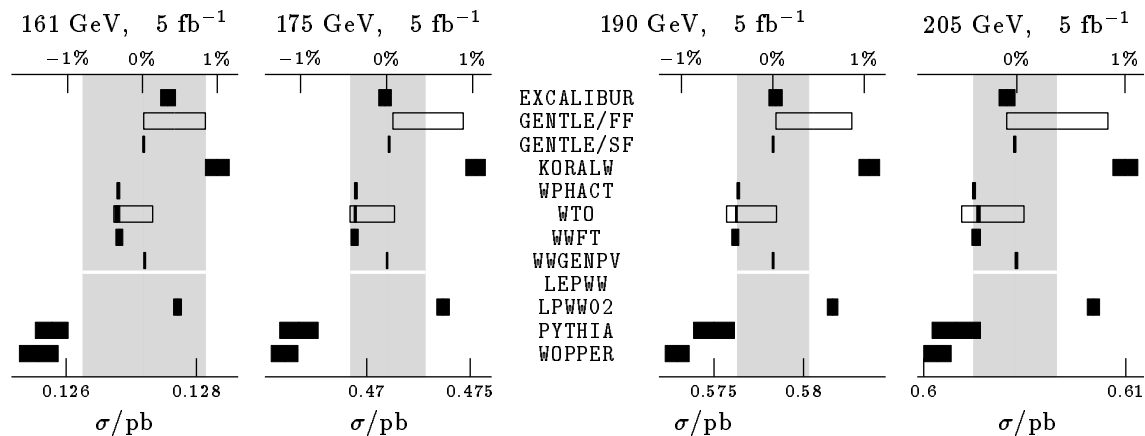 161 GeV, 5 fb⁻¹ 175 GeV, 5 fb⁻¹ 190 GeV, 5 fb⁻¹ 205 GeV, 5 fb⁻¹
−1% 0% 1% −1% 0% 1% −1% 0% 1% 0% 1%
EXCALIBUR
GENTLE/FF
GENTLE/SF
KORALW
WPHACT
WTO
WWFT
WWGENPV
LEPWW
LPWW02
PYTHIA
WOPPER
0.126 0.128 0.47 0.475 0.575 0.58 0.6 0.61
σ/pb σ/pb σ/pb σ/pb